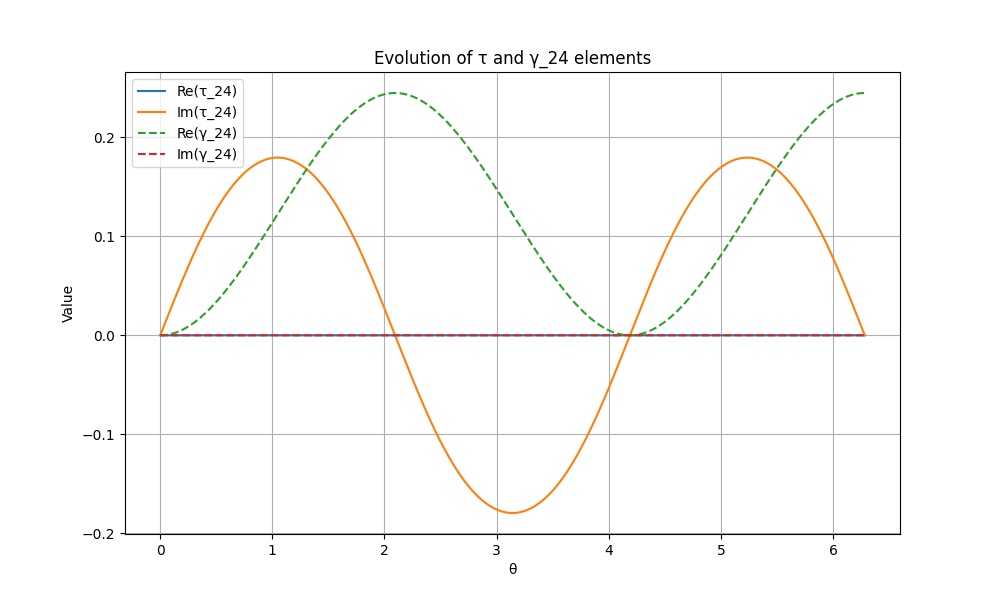 Evolution of τ and γ_24 elements
Re(τ_24)
Im(τ_24)
Re(γ_24)
Im(γ_24)
Value
0.2
0.1
0.0
−0.1
−0.2
0 1 2 3 4 5 6
θ